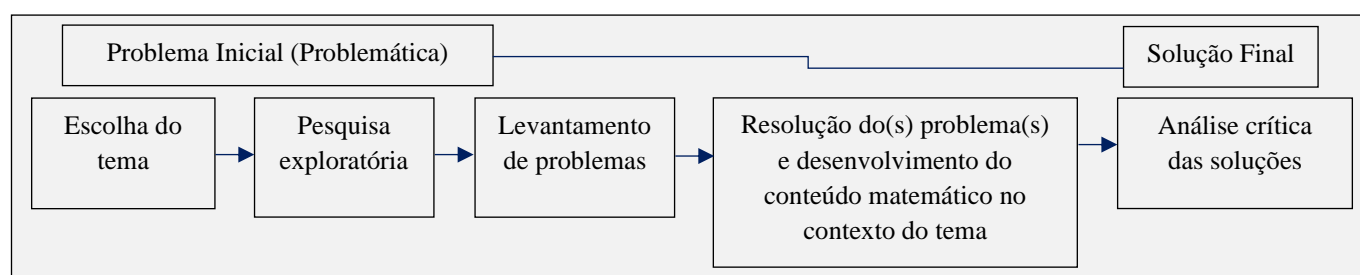 Problema Inicial (Problemática)
Solução Final
Escolha do
tema
Pesquisa
exploratória
Levantamento
de problemas
Resolução do(s) problema(s)
e desenvolvimento do
conteúdo matemático no
contexto do tema
Análise crítica
das soluções